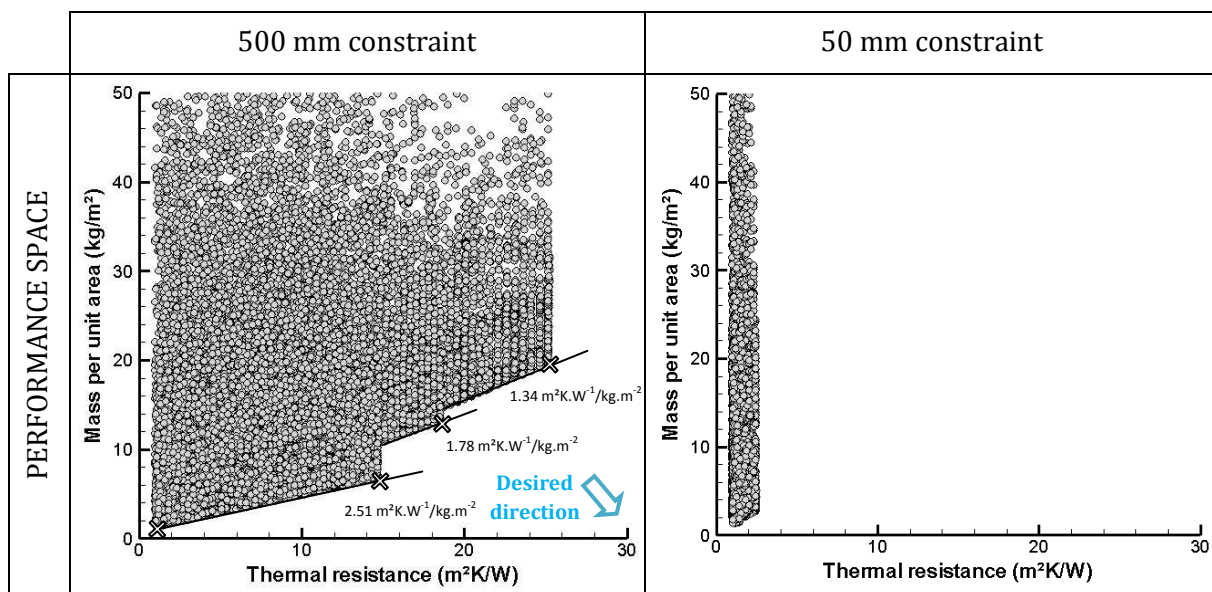 500 mm constraint
50 mm constraint
PERFORMANCE SPACE
50
40
30
20
10
0
Mass per unit area (kg/m²)
1.34 m²K.W⁻¹/kg.m⁻²
1.78 m²K.W⁻¹/kg.m⁻²
2.51 m²K.W⁻¹/kg.m⁻²
Desired
direction
0
10
20
30
Thermal resistance (m²K/W)
50
40
30
20
10
0
Mass per unit area (kg/m²)
0
10
20
30
Thermal resistance (m²K/W)